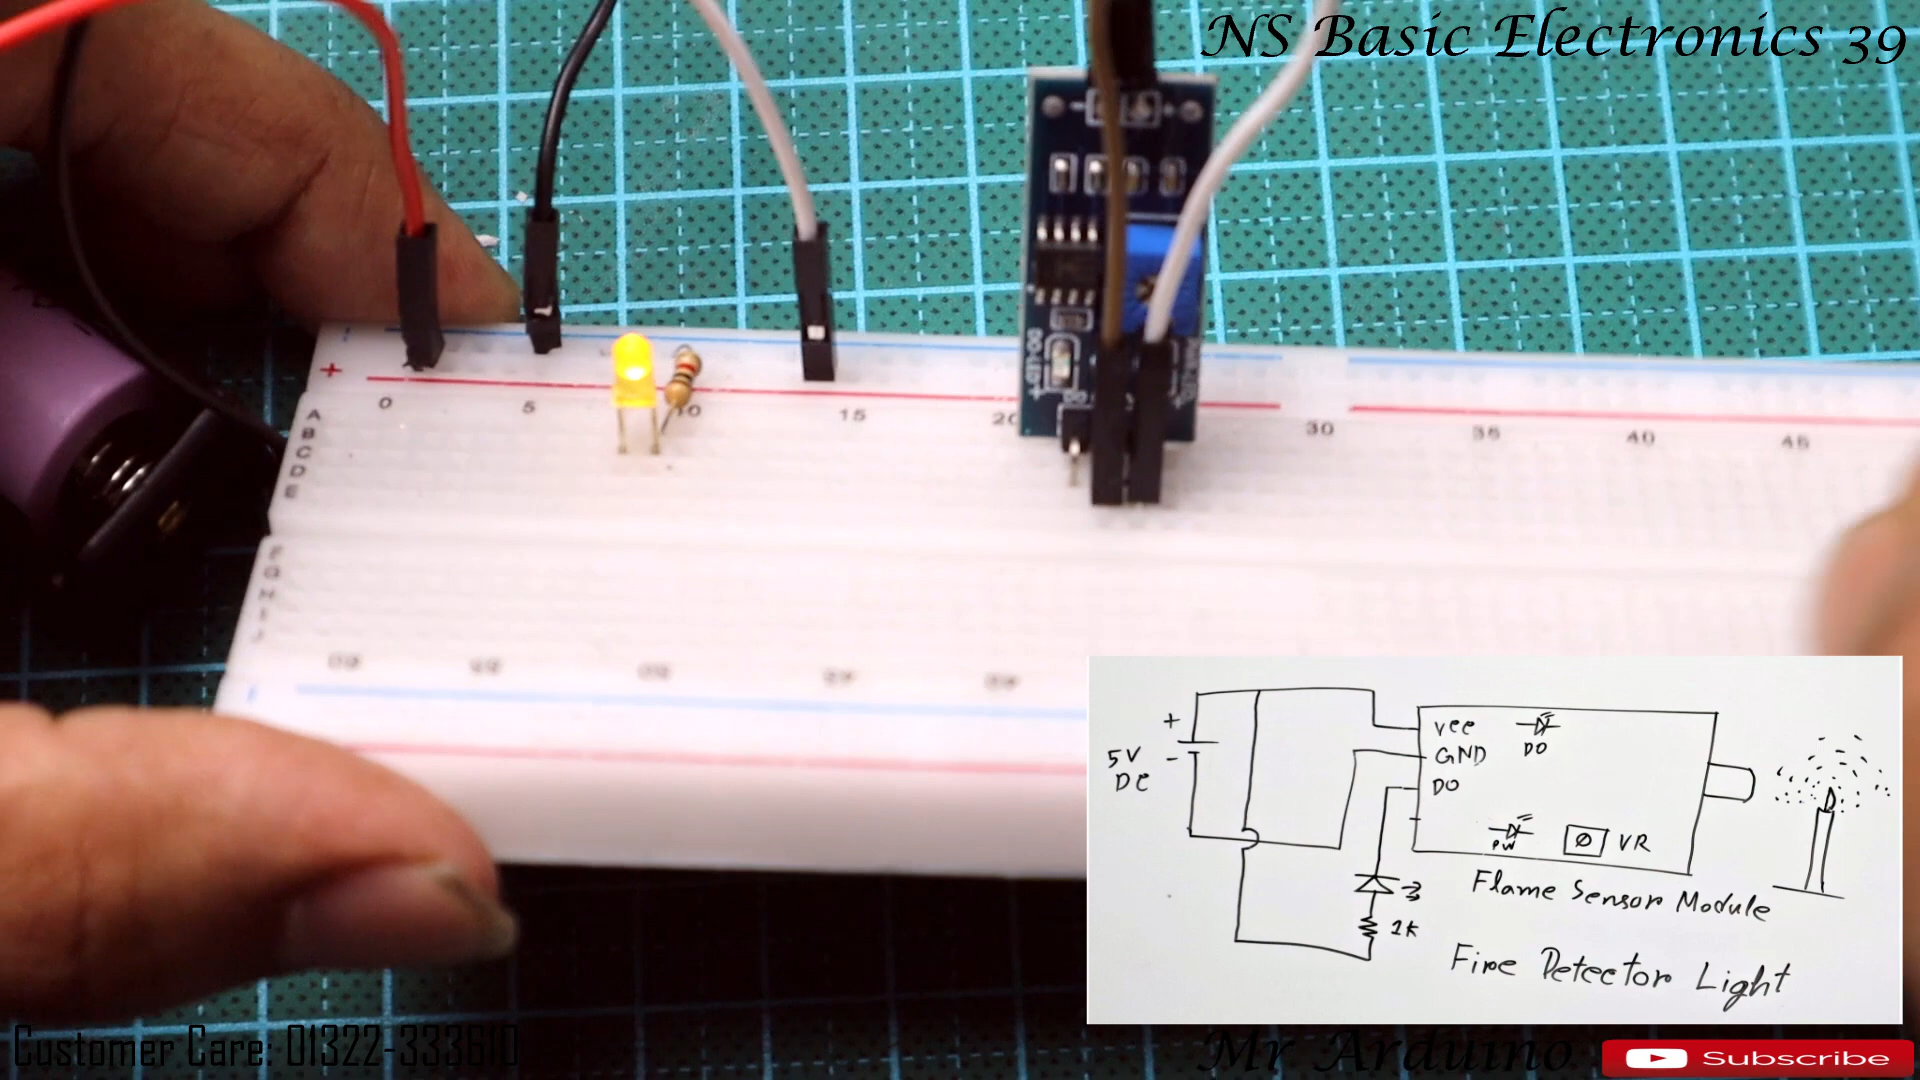 NS Basic Electronics 39
+
0 5 10 15 20 30 35 40 45
A
B
C
D
E
+
5V
DC
-
VCC
GND
DO
DO
PW
VR
Flame Sensor Module
1K
Fire Detector Light
Customer Care: 01322-333610
Mr Arduino
Subscribe